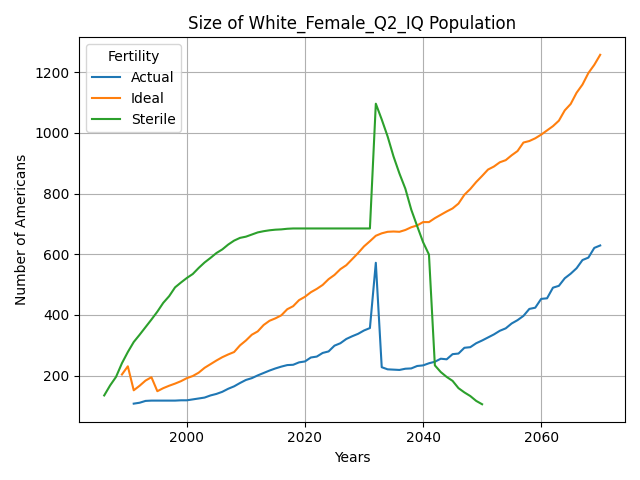 Size of White_Female_Q2_IQ Population
Fertility
Actual
Ideal
Sterile
Number of Americans
1200
1000
800
600
400
200
2000
2020
2040
2060
Years